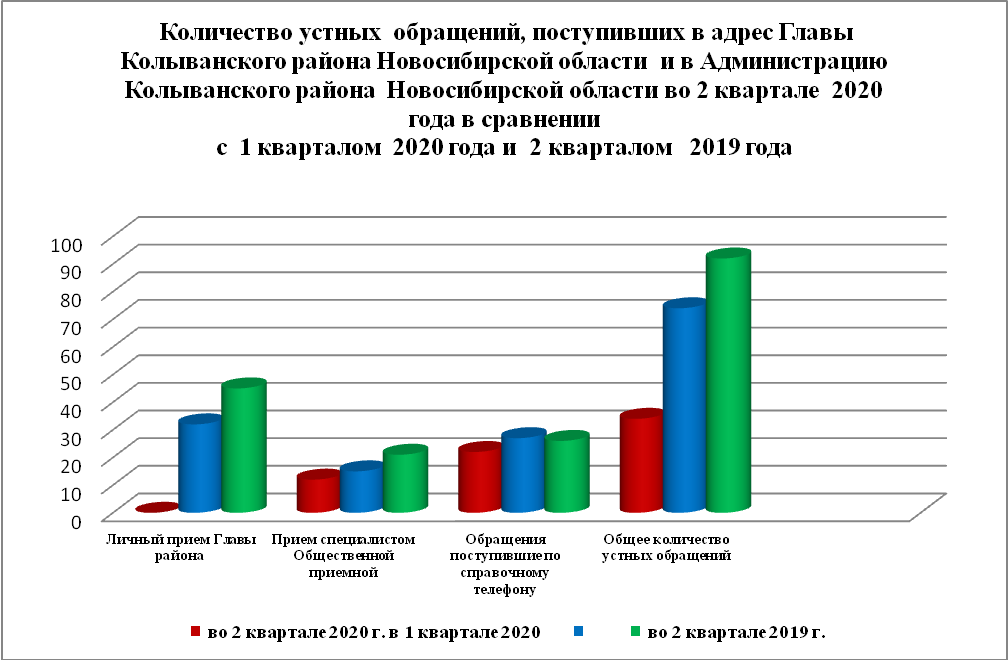 Количество устных обращений, поступивших в адрес Главы
Колыванского района Новосибирской области и в Администрацию
Колыванского района Новосибирской области во 2 квартале 2020
года в сравнении
с 1 кварталом 2020 года и 2 кварталом 2019 года
100
90
80
70
60
50
40
30
20
10
0
Личный прием Главы
района
Прием специалистом
Общественной
приемной
Обращения
поступившие по
справочному
телефону
Общее количество
устных обращений
во 2 квартале 2020 г. в 1 квартале 2020
во 2 квартале 2019 г.